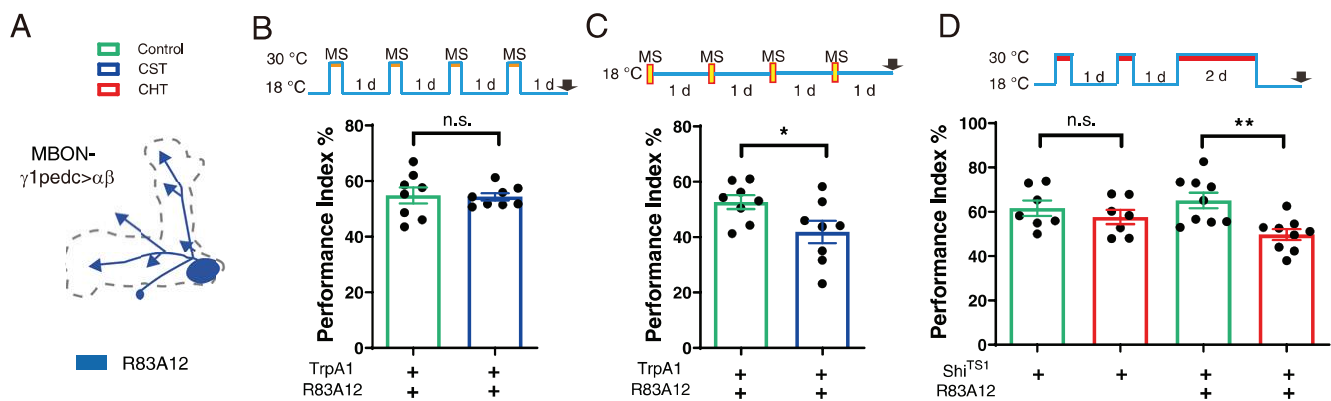 A
Control
CST
CHT
MBON-
γ1pedc>αβ
R83A12
B
30 °C
MS MS MS MS
18 °C
1 d 1 d 1 d 1 d
Performance Index %
80
60
40
20
0
n.s.
TrpA1 + +
R83A12 + +
C
MS MS MS MS
18 °C
1 d 1 d 1 d 1 d
Performance Index %
80
60
40
20
0
*
TrpA1 + +
R83A12 + +
D
30 °C
18 °C
1 d 1 d 2 d 1 d
Performance Index %
100
80
60
40
20
0
n.s. **
Shi^TS1 + + + +
R83A12 + +